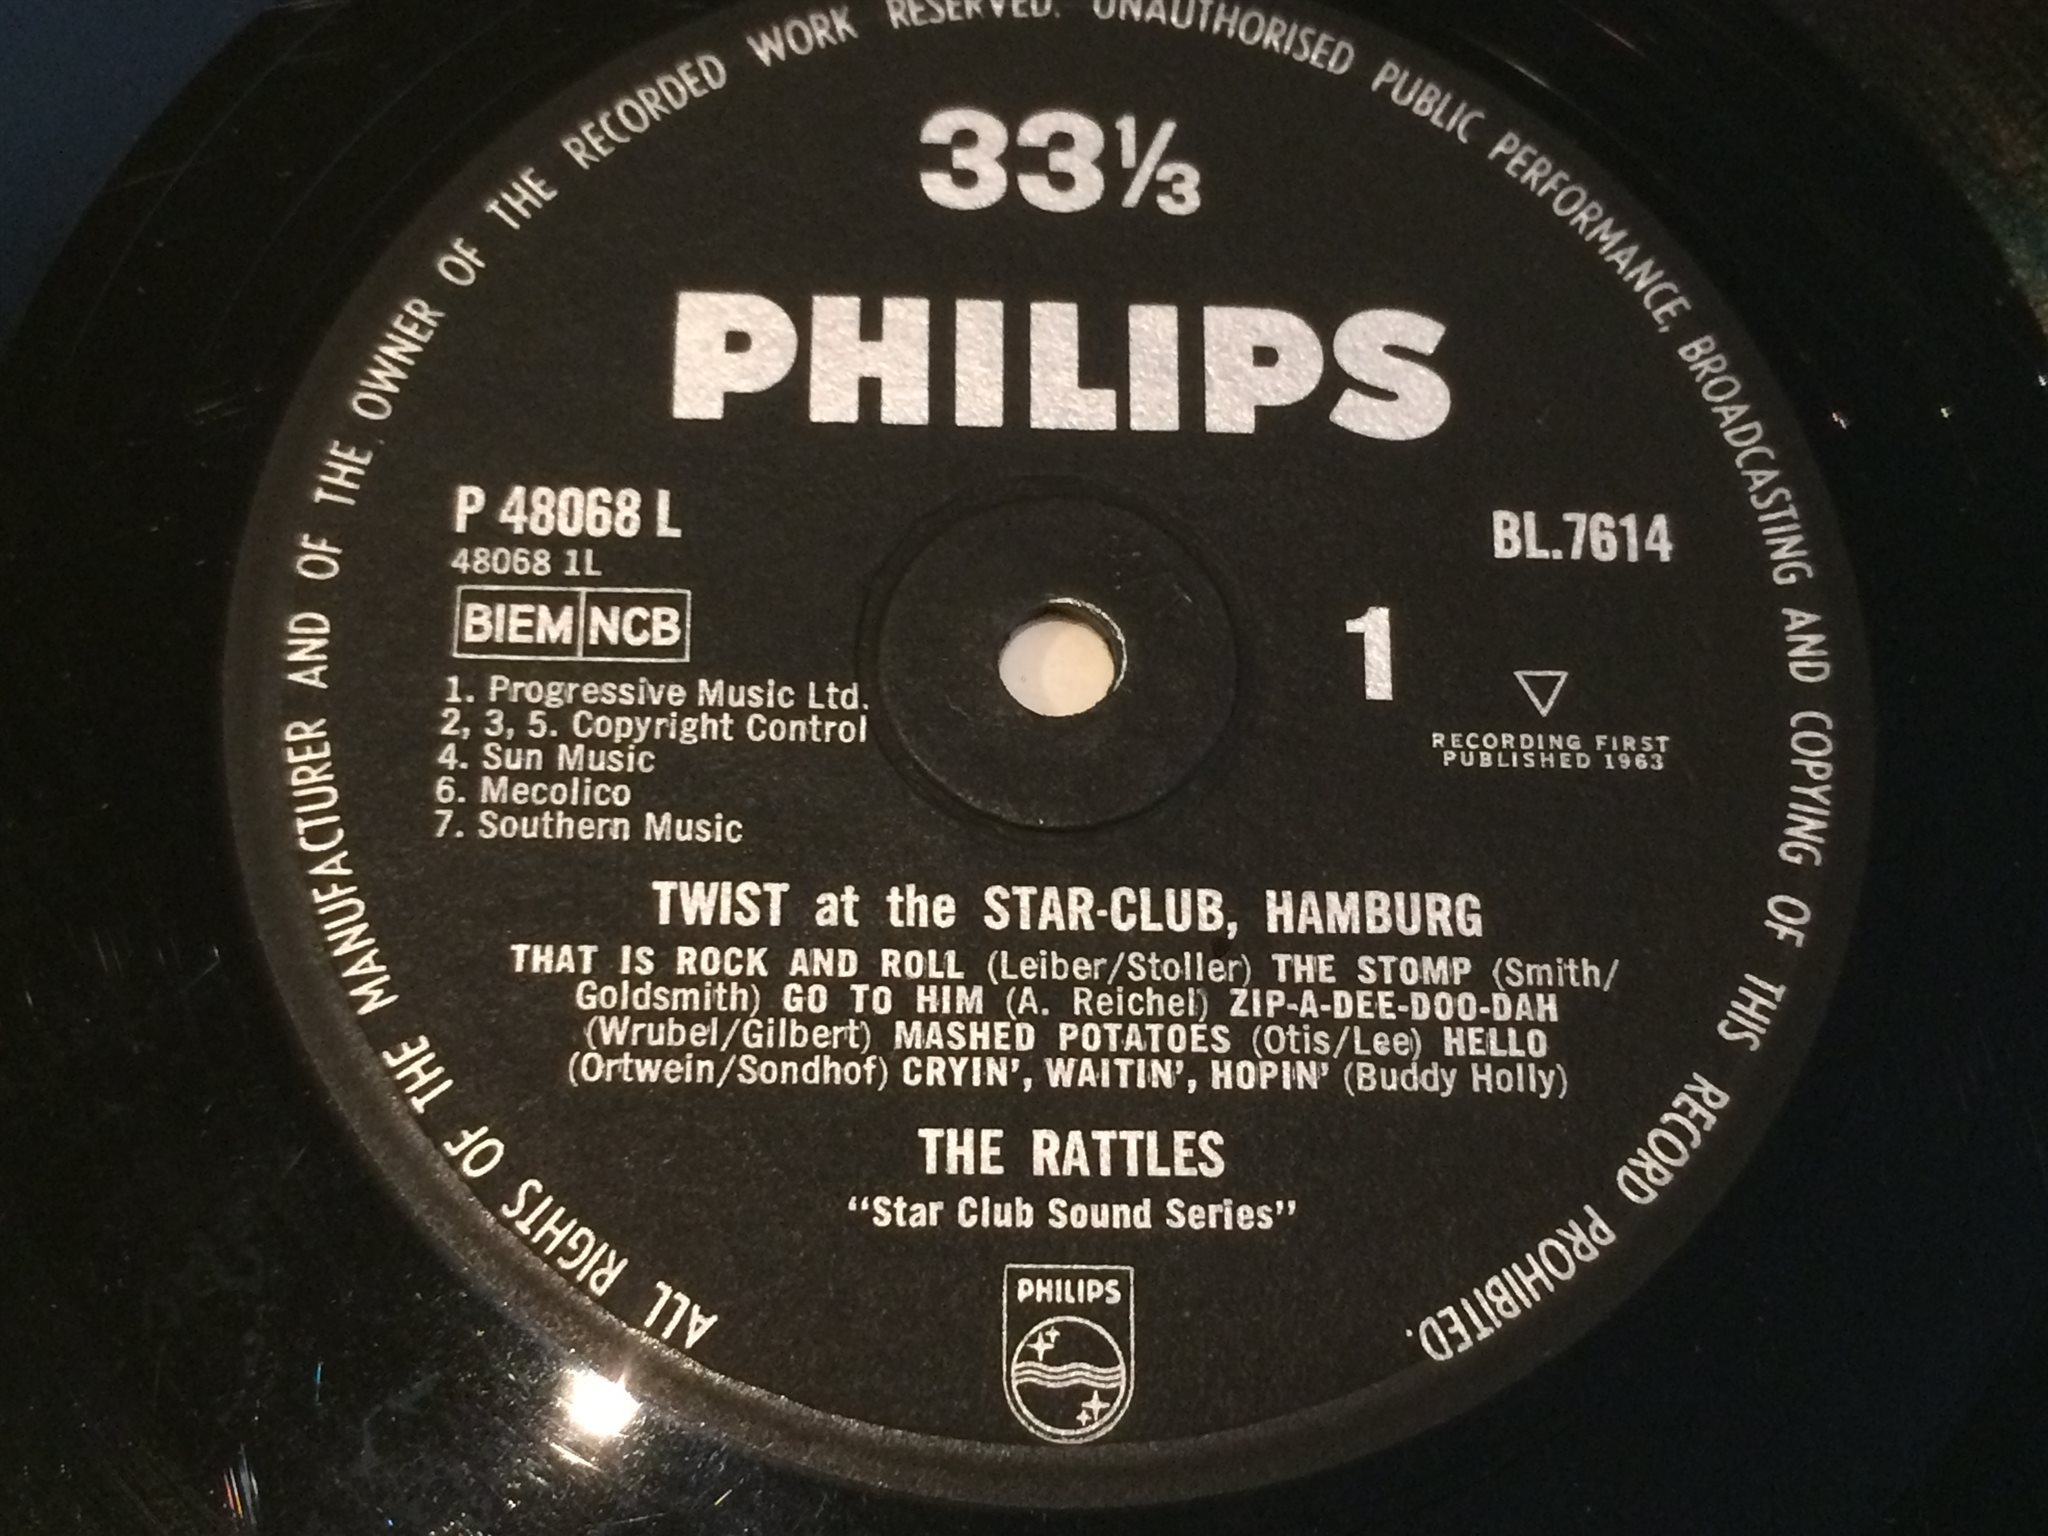 ALL RIGHTS OF THE MANUFACTURER AND OF THE OWNER OF THE RECORDED WORK RESERVED. UNAUTHORISED PUBLIC PERFORMANCE, BROADCASTING AND COPYING OF THIS RECORD PROHIBITED.
33⅓
PHILIPS
P 48068 L
48068 1L
BIEM NCB
BL.7614
1
RECORDING FIRST
PUBLISHED 1963
1. Progressive Music Ltd.
2, 3, 5. Copyright Control
4. Sun Music
6. Mecolico
7. Southern Music
TWIST at the STAR-CLUB, HAMBURG
THAT IS ROCK AND ROLL (Leiber/Stoller) THE STOMP (Smith/
Goldsmith) GO TO HIM (A. Reichel) ZIP-A-DEE-DOO-DAH
(Wrubel/Gilbert) MASHED POTATOES (Otis/Lee) HELLO
(Ortwein/Sondhof) CRYIN', WAITIN', HOPIN' (Buddy Holly)
THE RATTLES
"Star Club Sound Series"
PHILIPS